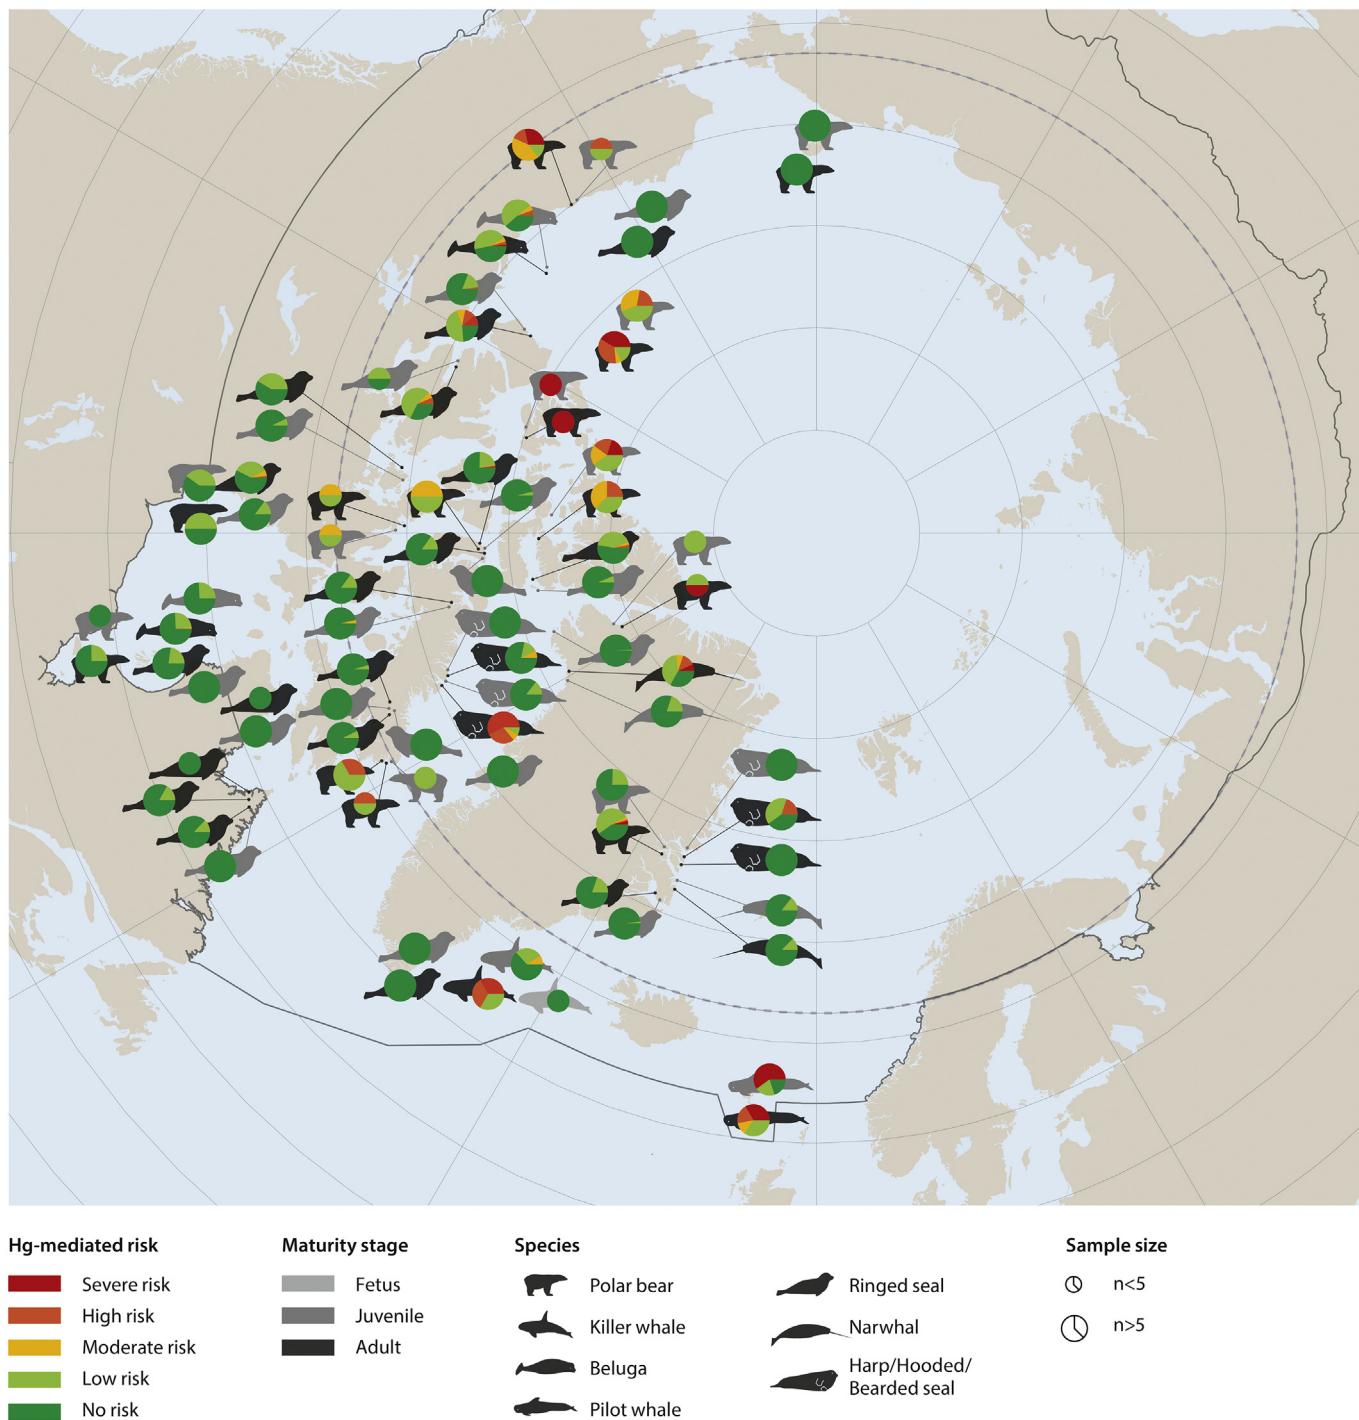 Hg-mediated risk
Severe risk
High risk
Moderate risk
Low risk
No risk
Maturity stage
Fetus
Juvenile
Adult
Species
Polar bear
Killer whale
Beluga
Pilot whale
Ringed seal
Narwhal
Harp/Hooded/
Bearded seal
Sample size
n<5
n>5